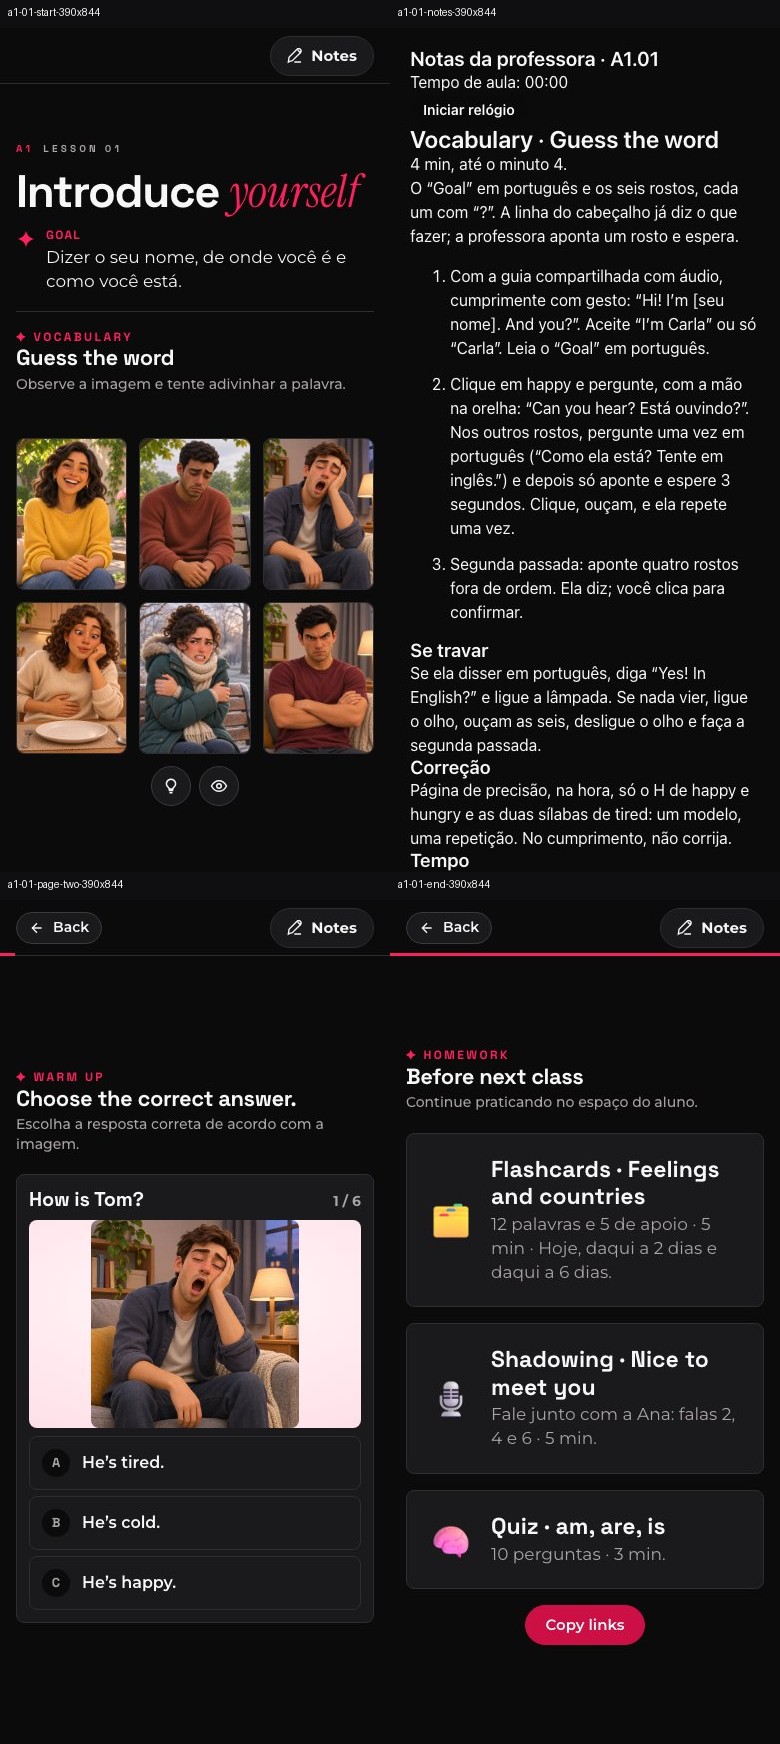 a1-01-start-390x844
Notes
A1 LESSON 01
Introduce yourself
GOAL
Dizer o seu nome, de onde você é e
como você está.
VOCABULARY
Guess the word
Observe a imagem e tente adivinhar a palavra.
a1-01-notes-390x844
Notas da professora · A1.01
Tempo de aula: 00:00
Iniciar relógio
Vocabulary · Guess the word
4 min, até o minuto 4.
O “Goal” em português e os seis rostos, cada
um com “?”. A linha do cabeçalho já diz o que
fazer; a professora aponta um rosto e espera.
1. Com a guia compartilhada com áudio,
cumprimente com gesto: “Hi! I’m [seu
nome]. And you?”. Aceite “I’m Carla” ou só
“Carla”. Leia o “Goal” em português.
2. Clique em happy e pergunte, com a mão
na orelha: “Can you hear? Está ouvindo?”.
Nos outros rostos, pergunte uma vez em
português (“Como ela está? Tente em
inglês.”) e depois só aponte e espere 3
segundos. Clique, ouçam, e ela repete
uma vez.
3. Segunda passada: aponte quatro rostos
fora de ordem. Ela diz; você clica para
confirmar.
Se travar
Se ela disser em português, diga “Yes! In
English?” e ligue a lâmpada. Se nada vier, ligue
o olho, ouçam as seis, desligue o olho e faça a
segunda passada.
Correção
Página de precisão, na hora, só o H de happy e
hungry e as duas sílabas de tired: um modelo,
uma repetição. No cumprimento, não corrija.
Tempo
a1-01-page-two-390x844
Back
Notes
WARM UP
Choose the correct answer.
Escolha a resposta correta de acordo com a
imagem.
How is Tom?
1 / 6
A He’s tired.
B He’s cold.
C He’s happy.
a1-01-end-390x844
Back
Notes
HOMEWORK
Before next class
Continue praticando no espaço do aluno.
Flashcards · Feelings
and countries
12 palavras e 5 de apoio · 5
min · Hoje, daqui a 2 dias e
daqui a 6 dias.
Shadowing · Nice to
meet you
Fale junto com a Ana: falas 2,
4 e 6 · 5 min.
Quiz · am, are, is
10 perguntas · 3 min.
Copy links